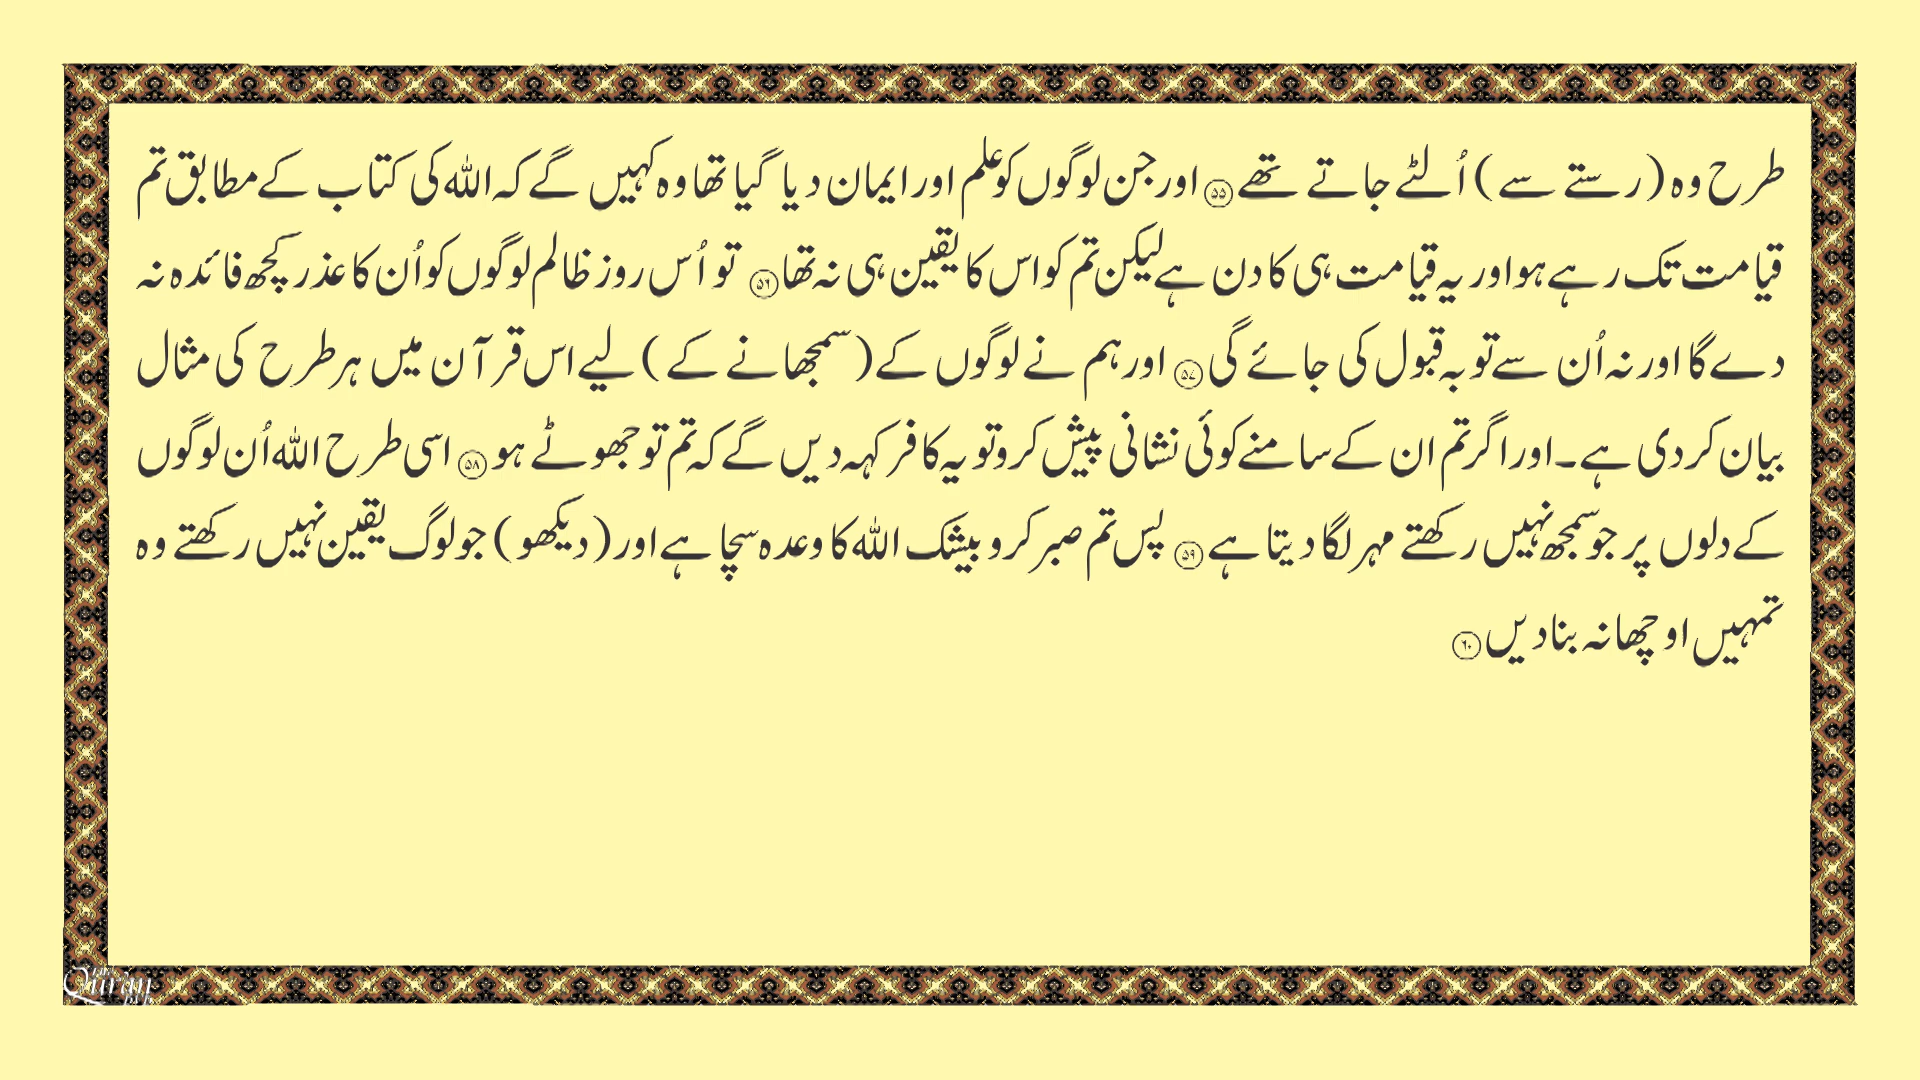 طرح وہ (رستے سے) اُلٹے جاتے تھے ﴿۵۵﴾ اور جن لوگوں کو علم اور ایمان دیا گیا تھا وہ کہیں گے کہ اللہ کی کتاب کے مطابق تم
قیامت تک رہے ہو اور یہ قیامت ہی کا دن ہے لیکن تم کو اس کا یقین ہی نہ تھا ﴿۵۶﴾ تو اُس روز ظالم لوگوں کو اُن کا عذر کچھ فائدہ نہ
دے گا اور نہ اُن سے توبہ قبول کی جائے گی ﴿۵۷﴾ اور ہم نے لوگوں کے (سمجھانے کے) لیے اس قرآن میں ہر طرح کی مثال
بیان کر دی ہے۔ اور اگر تم ان کے سامنے کوئی نشانی پیش کرو تو یہ کافر کہہ دیں گے کہ تم تو جھوٹے ہو ﴿۵۸﴾ اسی طرح اللہ اُن لوگوں
کے دلوں پر جو سمجھ نہیں رکھتے مہر لگا دیتا ہے ﴿۵۹﴾ پس تم صبر کرو بیشک اللہ کا وعدہ سچا ہے اور (دیکھو) جو لوگ یقین نہیں رکھتے وہ
تمہیں اوچھا نہ بنادیں ﴿۶۰﴾
The Quran